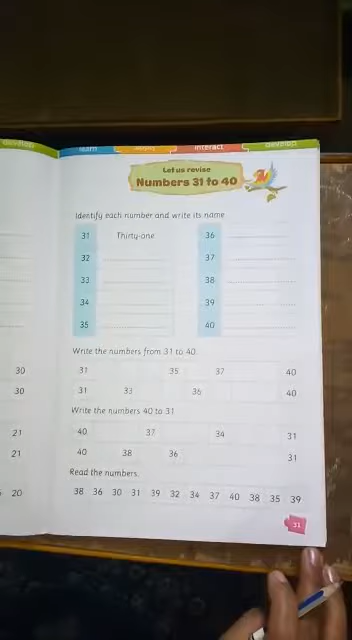 learn
interact
Let us revise
Numbers 31 to 40
Identify each number and write its name
31 Thirty-one 36
32 37
33 38
34 39
35 40
Write the numbers from 31 to 40.
30
31 35 37 40
30
31 33 36 40
Write the numbers 40 to 31
21
40 37 34 31
21
40 38 36 31
Read the numbers.
20
38 36 30 31 39 32 34 37 40 38 35 39
31